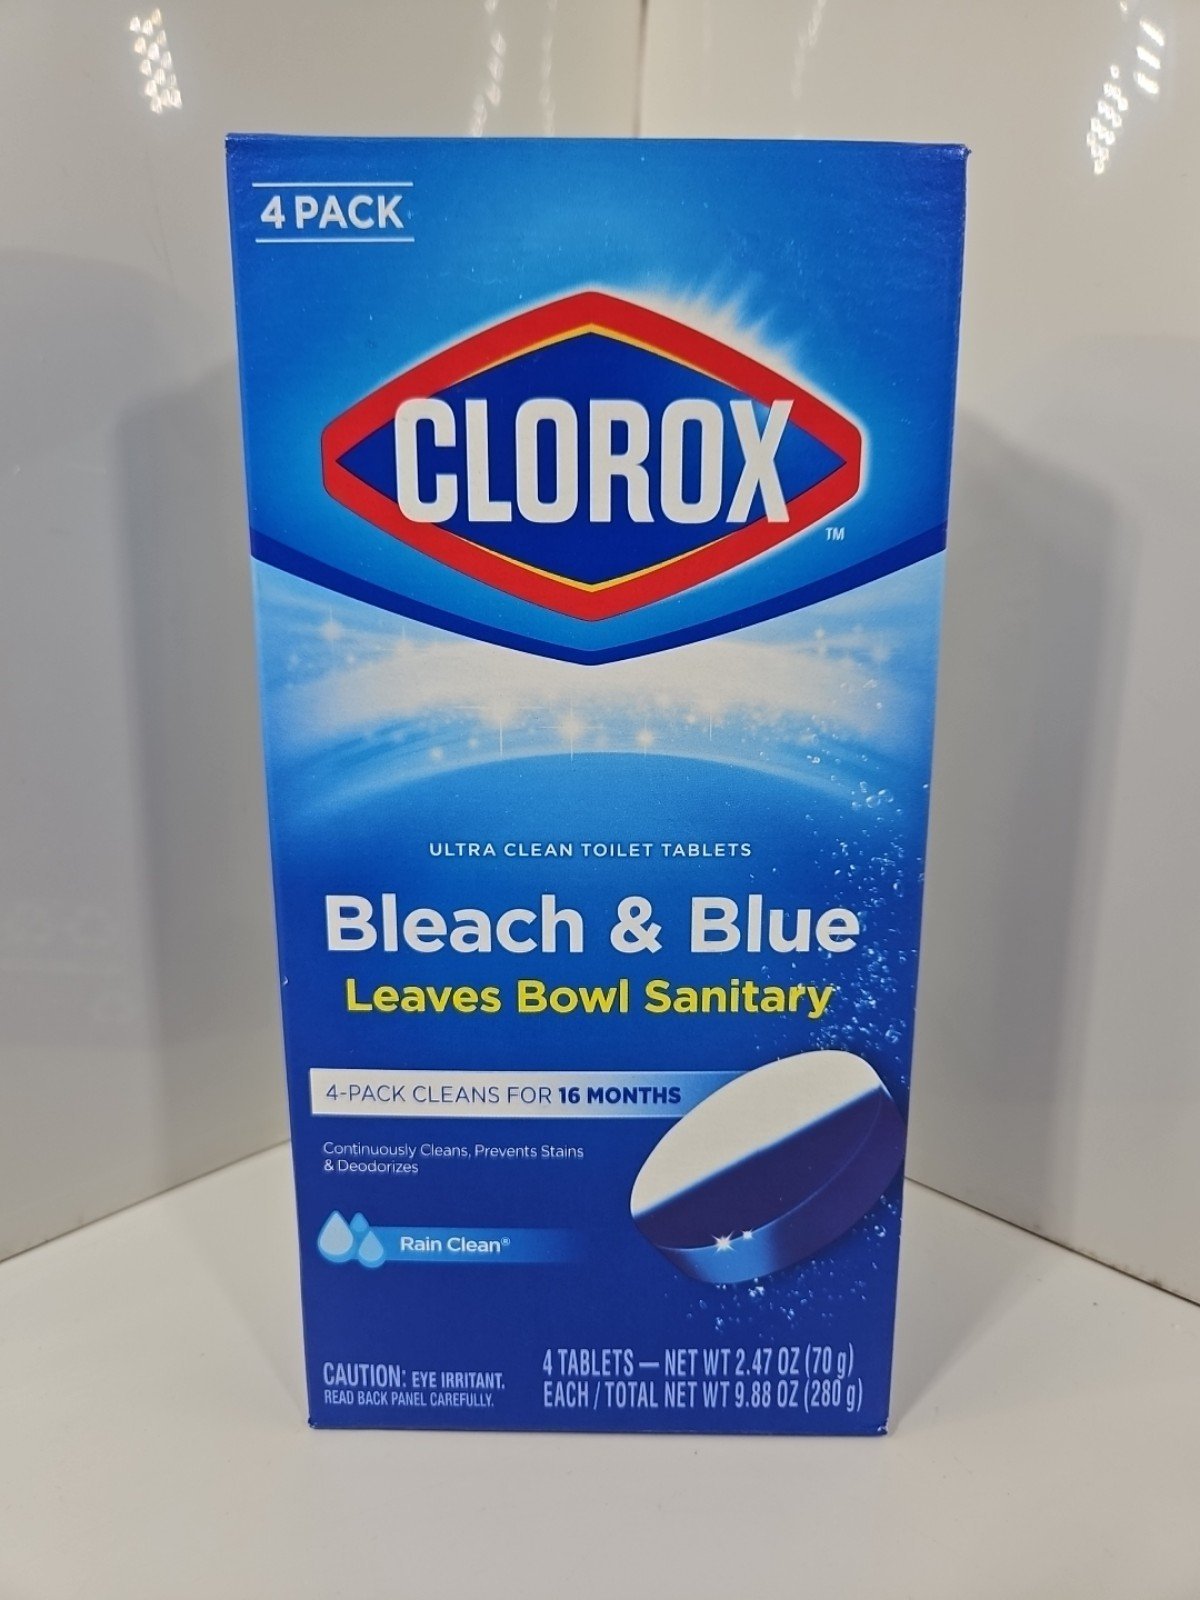 4 PACK
CLOROX
TM
ULTRA CLEAN TOILET TABLETS
Bleach & Blue
Leaves Bowl Sanitary
4-PACK CLEANS FOR 16 MONTHS
Continuously Cleans, Prevents Stains
& Deodorizes
Rain Clean®
CAUTION: EYE IRRITANT.
READ BACK PANEL CAREFULLY.
4 TABLETS — NET WT 2.47 OZ (70 g)
EACH / TOTAL NET WT 9.88 OZ (280 g)